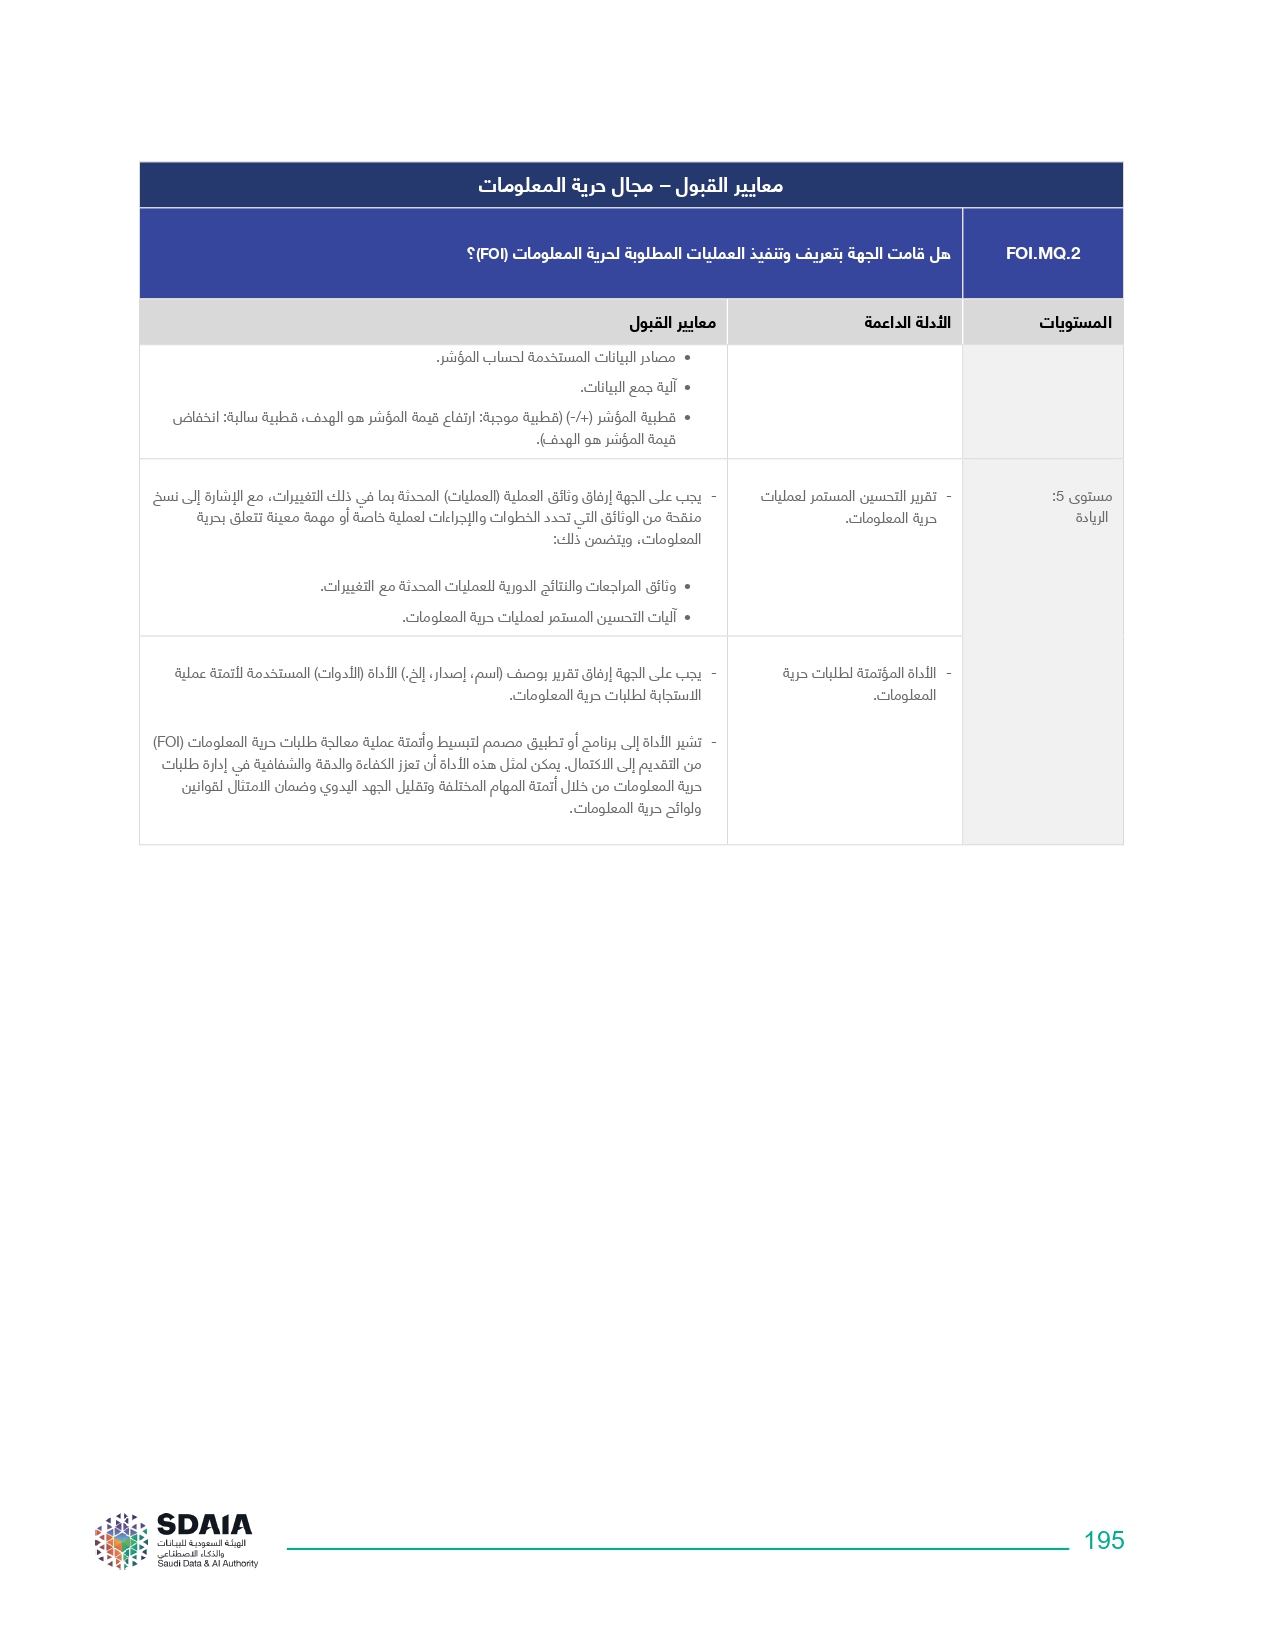 معايير القبول – مجال حرية المعلومات
FOI.MQ.2
هل قامت الجهة بتعريف وتنفيذ العمليات المطلوبة لحرية المعلومات (FOI)؟
المستويات
الأدلة الداعمة
معايير القبول
• مصادر البيانات المستخدمة لحساب المؤشر.
• آلية جمع البيانات.
• قطبية المؤشر (+/-) (قطبية موجبة: ارتفاع قيمة المؤشر هو الهدف، قطبية سالبة: انخفاض
قيمة المؤشر هو الهدف).
مستوى 5:
الريادة
- تقرير التحسين المستمر لعمليات
حرية المعلومات.
- يجب على الجهة إرفاق وثائق العملية (العمليات) المحدثة بما في ذلك التغييرات، مع الإشارة إلى نسخ
منقحة من الوثائق التي تحدد الخطوات والإجراءات لعملية خاصة أو مهمة معينة تتعلق بحرية
المعلومات، ويتضمن ذلك:
• وثائق المراجعات والنتائج الدورية للعمليات المحدثة مع التغييرات.
• آليات التحسين المستمر لعمليات حرية المعلومات.
- الأداة المؤتمتة لطلبات حرية
المعلومات.
- يجب على الجهة إرفاق تقرير بوصف (اسم، إصدار، إلخ.) الأداة (الأدوات) المستخدمة لأتمتة عملية
الاستجابة لطلبات حرية المعلومات.
- تشير الأداة إلى برنامج أو تطبيق مصمم لتبسيط وأتمتة عملية معالجة طلبات حرية المعلومات (FOI)
من التقديم إلى الاكتمال. يمكن لمثل هذه الأداة أن تعزز الكفاءة والدقة والشفافية في إدارة طلبات
حرية المعلومات من خلال أتمتة المهام المختلفة وتقليل الجهد اليدوي وضمان الامتثال لقوانين
ولوائح حرية المعلومات.
SDAIA
الهيئة السعودية للبيانات
والذكاء الاصطناعي
Saudi Data & AI Authority
195